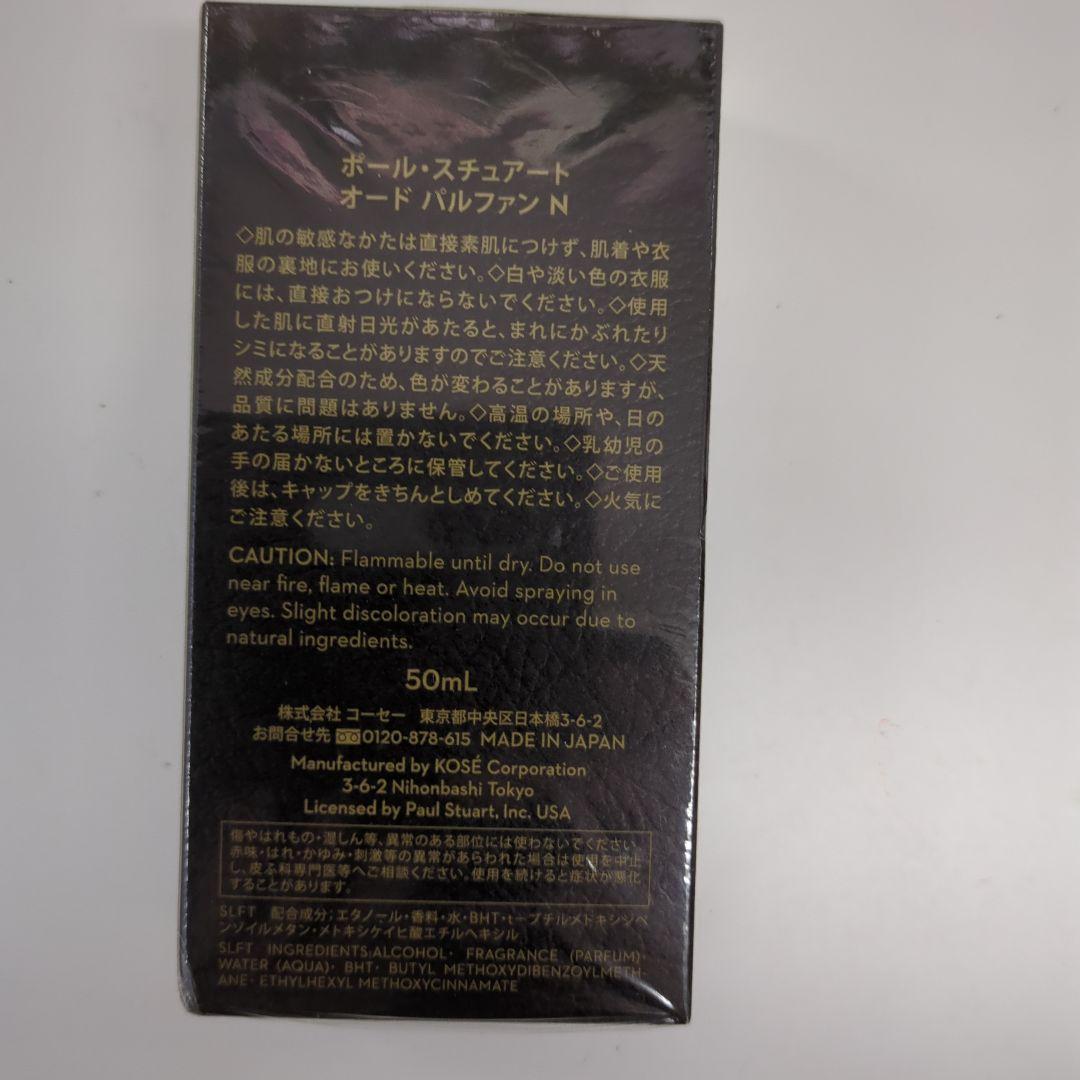 ポール・スチュアート
オード パルファン N
◇肌の敏感なかたは直接素肌につけず、肌着や衣
服の裏地にお使いください。◇白や淡い色の衣服
には、直接おつけにならないでください。◇使用
した肌に直射日光があたると、まれにかぶれたり
シミになることがありますのでご注意ください。◇天
然成分配合のため、色が変わることがありますが、
品質に問題はありません。◇高温の場所や、日の
あたる場所には置かないでください。◇乳幼児の
手の届かないところに保管してください。◇ご使用
後は、キャップをきちんとしめてください。◇火気に
ご注意ください。
CAUTION: Flammable until dry. Do not use
near fire, flame or heat. Avoid spraying in
eyes. Slight discoloration may occur due to
natural ingredients.
50mL
株式会社 コーセー 東京都中央区日本橋3-6-2
お問合せ先 0120-878-615 MADE IN JAPAN
Manufactured by KOSÉ Corporation
3-6-2 Nihonbashi Tokyo
Licensed by Paul Stuart, Inc. USA
傷やはれもの・湿しん等、異常のある部位には使わないでください。
赤味・はれ・かゆみ・刺激等の異常があらわれた場合は使用を中止
し、皮ふ科専門医等へご相談ください。使用を続けると症状が悪化
することがあります。
SLFT 配合成分；エタノール・香料・水・BHT・t-ブチルメトキシジベ
ンゾイルメタン・メトキシケイヒ酸エチルヘキシル
SLFT INGREDIENTS:ALCOHOL・ FRAGRANCE (PARFUM)・
WATER (AQUA)・ BHT・ BUTYL METHOXYDIBENZOYLMETH-
ANE・ ETHYLHEXYL METHOXYCINNAMATE